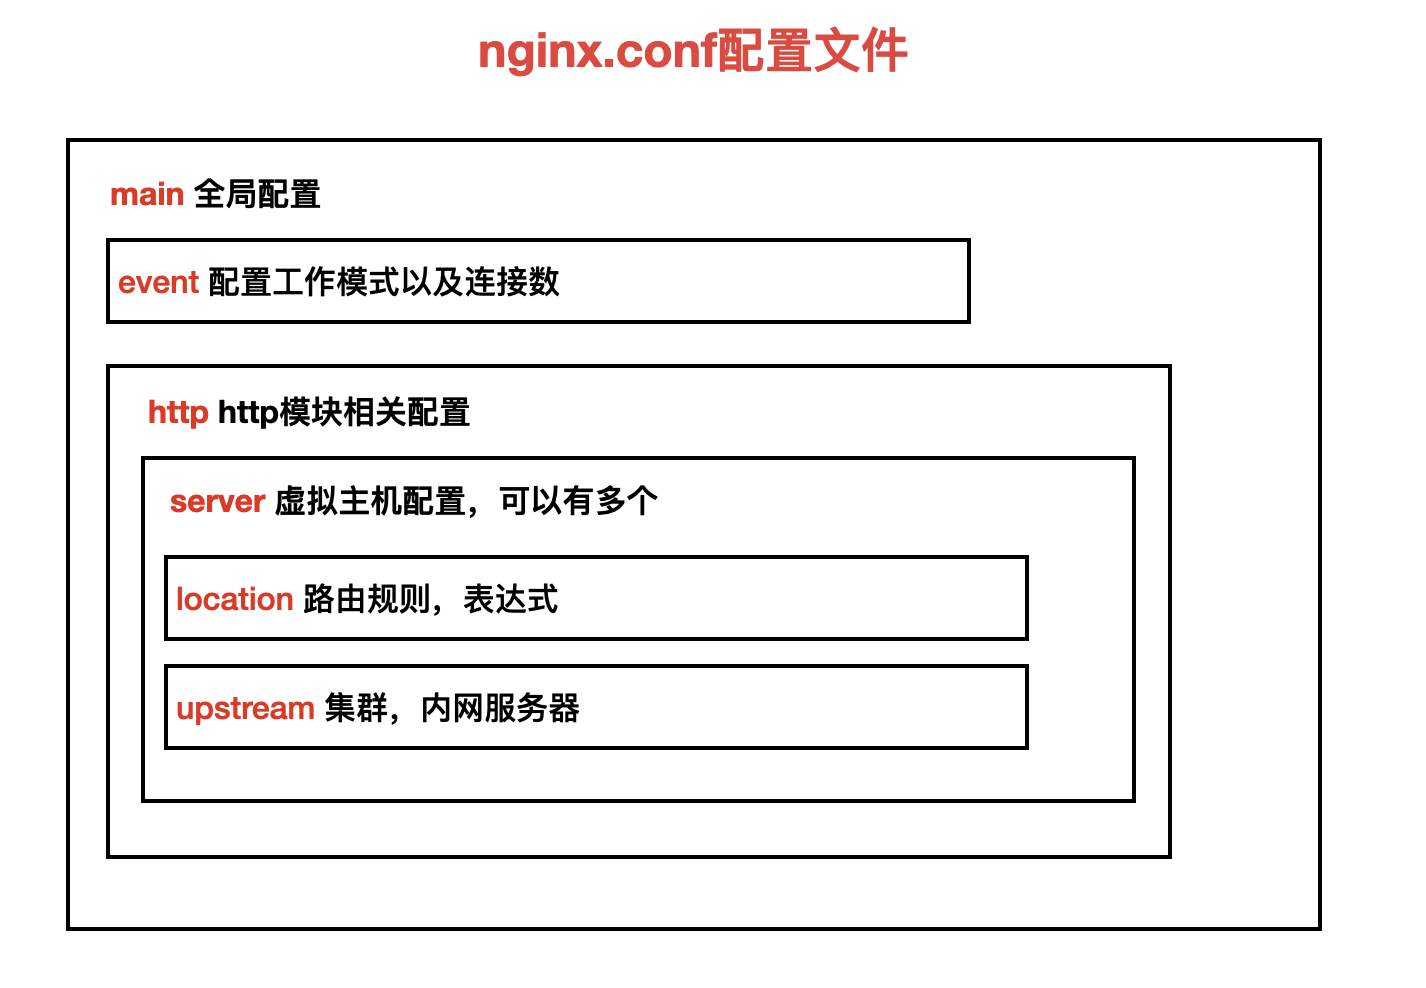 nginx.conf配置文件
main 全局配置
event 配置工作模式以及连接数
http http模块相关配置
server 虚拟主机配置，可以有多个
location 路由规则，表达式
upstream 集群，内网服务器